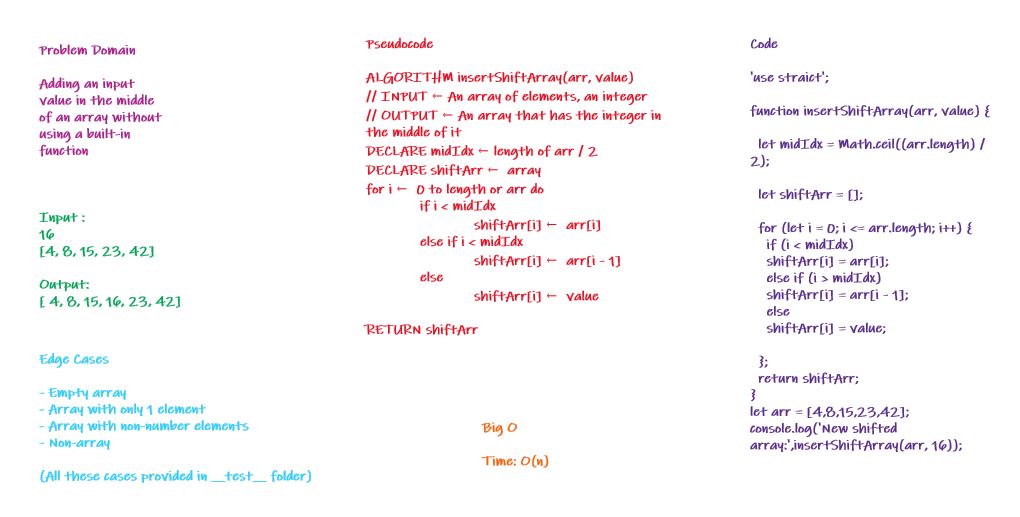 Problem Domain
Adding an input
value in the middle
of an array without
using a built-in
function
Input :
16
[4, 8, 15, 23, 42]
Output:
[ 4, 8, 15, 16, 23, 42]
Edge Cases
- Empty array
- Array with only 1 element
- Array with non-number elements
- Non-array
(All these cases provided in __test__ folder)
Pseudocode
ALGORITHM insertShiftArray(arr, value)
// INPUT ← An array of elements, an integer
// OUTPUT ← An array that has the integer in
the middle of it
DECLARE midIdx ← length of arr / 2
DECLARE shiftArr ← array
for i ← 0 to length or arr do
if i < midIdx
shiftArr[i] ← arr[i]
else if i < midIdx
shiftArr[i] ← arr[i - 1]
else
shiftArr[i] ← value
RETURN shiftArr
Big O
Time: O(n)
Code
'use straict';
function insertShiftArray(arr, value) {
let midIdx = Math.ceil((arr.length) /
2);
let shiftArr = [];
for (let i = 0; i <= arr.length; i++) {
if (i < midIdx)
shiftArr[i] = arr[i];
else if (i > midIdx)
shiftArr[i] = arr[i - 1];
else
shiftArr[i] = value;
};
return shiftArr;
}
let arr = [4,8,15,23,42];
console.log('New shifted
array:',insertShiftArray(arr, 16));